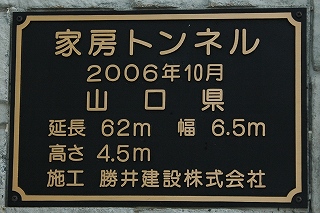 家房トンネル
2006年10月
山口県
延長 62m 幅 6.5m
高さ 4.5m
施工 勝井建設株式会社